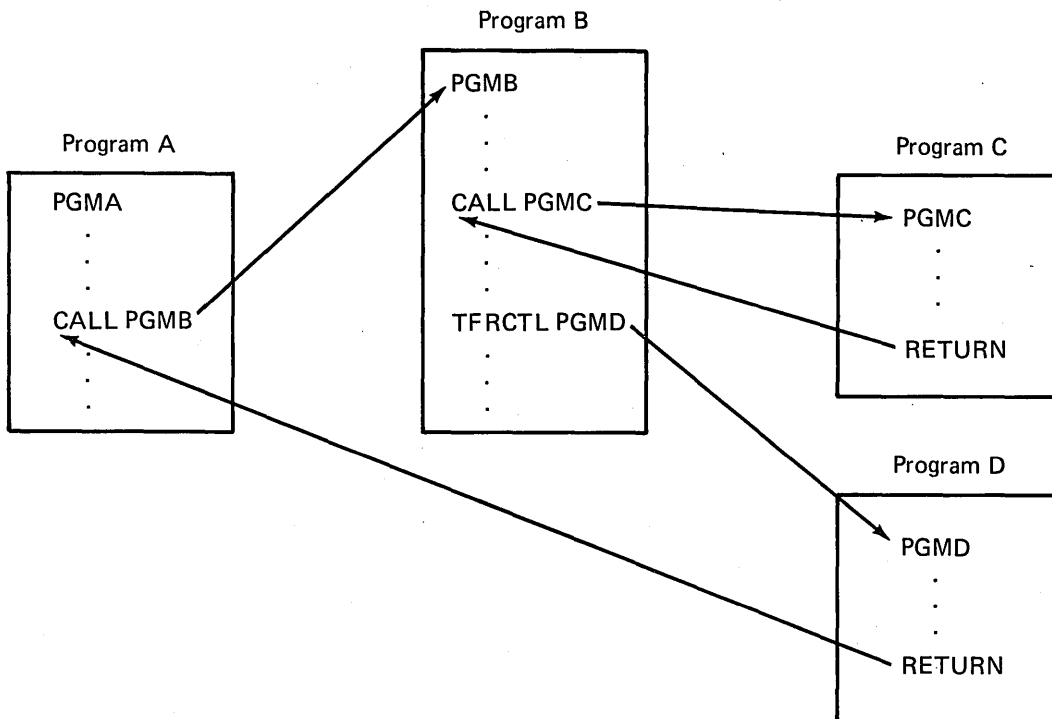 Program A
PGMA
.
.
.
CALL PGMB
.
.
.
Program B
PGMB
.
.
.
CALL PGMC
.
.
.
TFRCTL PGMD
.
.
.
Program C
PGMC
.
.
.
RETURN
Program D
PGMD
.
.
.
RETURN